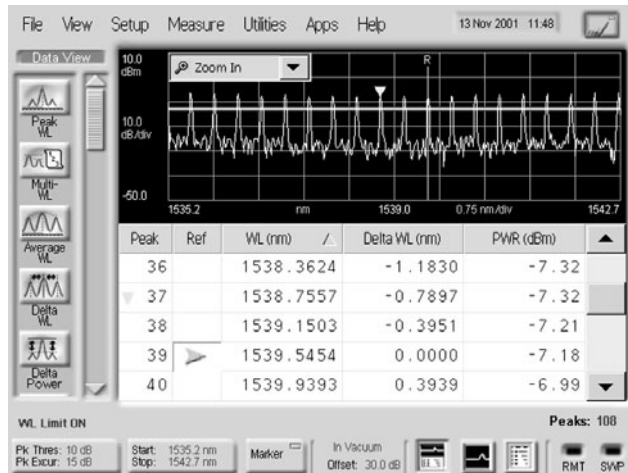 File View Setup Measure Utilities Apps Help 13 Nov 2001 11:48
Data View
10.0 dBm
Zoom In
R
Peak WL
10.0 dB/div
Multi-WL
-50.0
1535.2 nm 1539.0 0.75 nm/div 1542.7
Average WL
Peak Ref WL (nm) Delta WL (nm) PWR (dBm)
36 1538.3624 -1.1830 -7.32
37 1538.7557 -0.7897 -7.32
Delta WL
38 1539.1503 -0.3951 -7.21
39 1539.5454 0.0000 -7.18
Delta Power
40 1539.9393 0.3939 -6.99
WL Limit ON Peaks: 108
Pk Thres: 10 dB Start: 1535.2 nm Marker In Vacuum
Pk Excur: 15 dB Stop: 1542.7 nm Offset: 30.0 dB RMT SWP